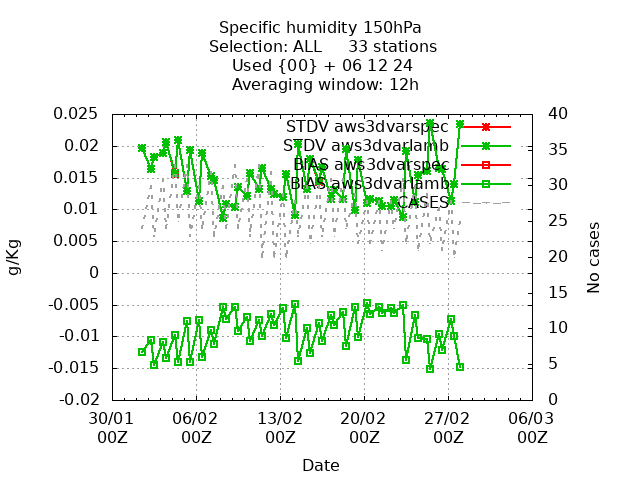 Specific humidity 150hPa
Selection: ALL 33 stations
Used {00} + 06 12 24
Averaging window: 12h
0.025
0.02
0.015
0.01
0.005
0
-0.005
-0.01
-0.015
-0.02
g/Kg
40
35
30
25
20
15
10
5
0
No cases
STDV aws3dvarspec
STDV aws3dvarlamb
BIAS aws3dvarspec
BIAS aws3dvarlamb
CASES
30/01 06/02 13/02 20/02 27/02 06/03
00Z 00Z 00Z 00Z 00Z 00Z
Date